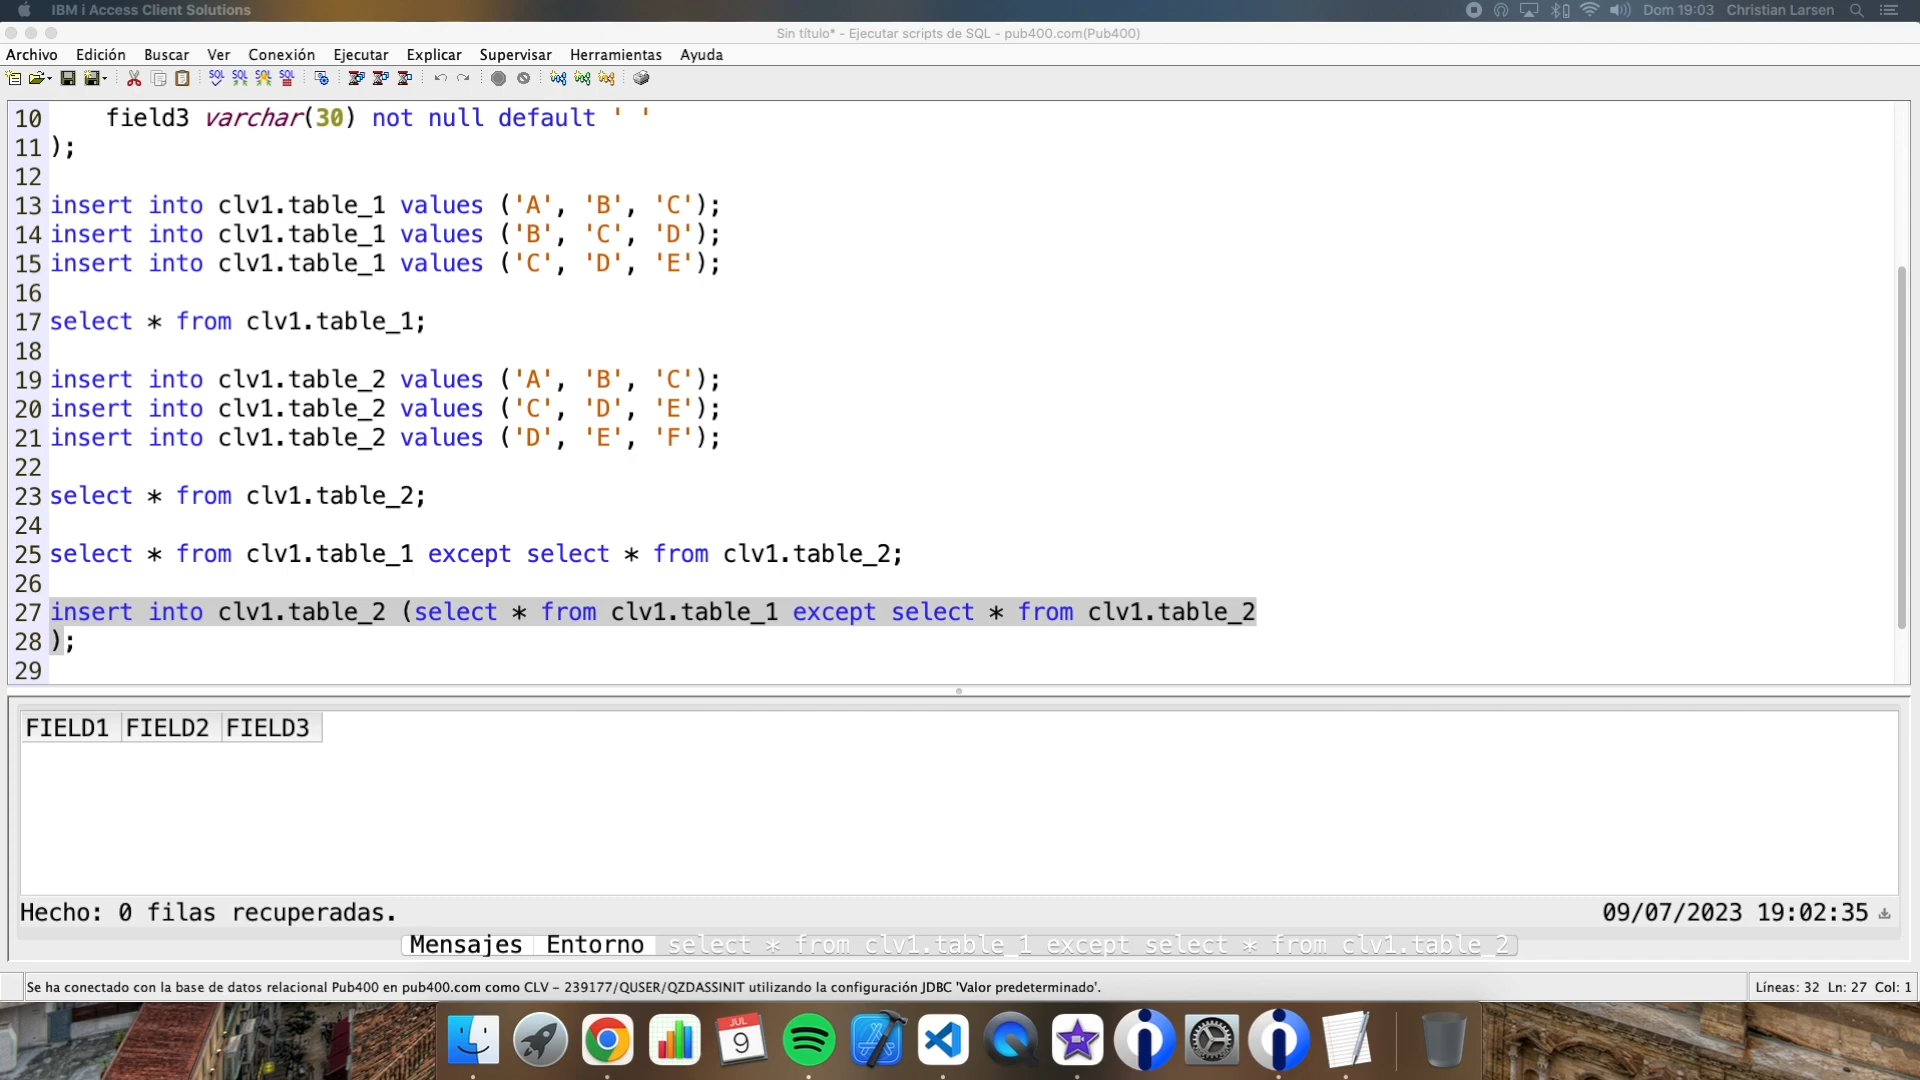 IBM i Access Client Solutions
Dom 19:03 Christian Larsen
Sin título* - Ejecutar scripts de SQL - pub400.com(Pub400)
Archivo Edición Buscar Ver Conexión Ejecutar Explicar Supervisar Herramientas Ayuda
SQL SQL SQL SQL
10 field3 varchar(30) not null default ' '
11 );
12
13 insert into clv1.table_1 values ('A', 'B', 'C');
14 insert into clv1.table_1 values ('B', 'C', 'D');
15 insert into clv1.table_1 values ('C', 'D', 'E');
16
17 select * from clv1.table_1;
18
19 insert into clv1.table_2 values ('A', 'B', 'C');
20 insert into clv1.table_2 values ('C', 'D', 'E');
21 insert into clv1.table_2 values ('D', 'E', 'F');
22
23 select * from clv1.table_2;
24
25 select * from clv1.table_1 except select * from clv1.table_2;
26
27 insert into clv1.table_2 (select * from clv1.table_1 except select * from clv1.table_2
28 );
29
FIELD1 FIELD2 FIELD3
Hecho: 0 filas recuperadas. 09/07/2023 19:02:35
Mensajes Entorno select * from clv1.table_1 except select * from clv1.table_2
Se ha conectado con la base de datos relacional Pub400 en pub400.com como CLV - 239177/QUSER/QZDASSINIT utilizando la configuración JDBC 'Valor predeterminado'. Líneas: 32 Ln: 27 Col: 1
JUL
9